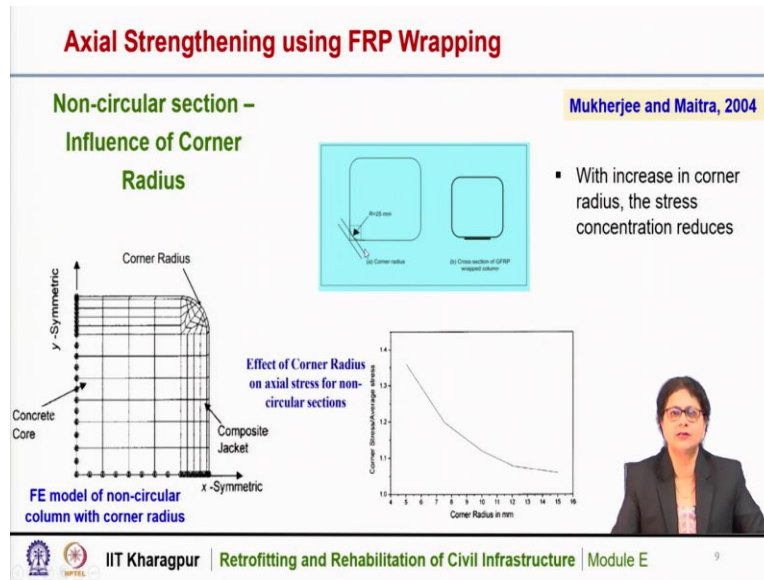 Axial Strengthening using FRP Wrapping
Non-circular section –
Influence of Corner
Radius
Mukherjee and Maitra, 2004
▪ With increase in corner
radius, the stress
concentration reduces
R=25 mm
(a) Corner radius
(b) Cross-section of GFRP
wrapped column
Corner Radius
y-Symmetric
Concrete
Core
Composite
Jacket
x-Symmetric
FE model of non-circular
column with corner radius
Effect of Corner Radius
on axial stress for non-
circular sections
Corner Stress/Average stress
1.4
1.3
1.2
1.1
1.0
4 5 6 7 8 9 10 11 12 13 14 15 16
Corner Radius in mm
NPTEL
IIT Kharagpur | Retrofitting and Rehabilitation of Civil Infrastructure | Module E
9